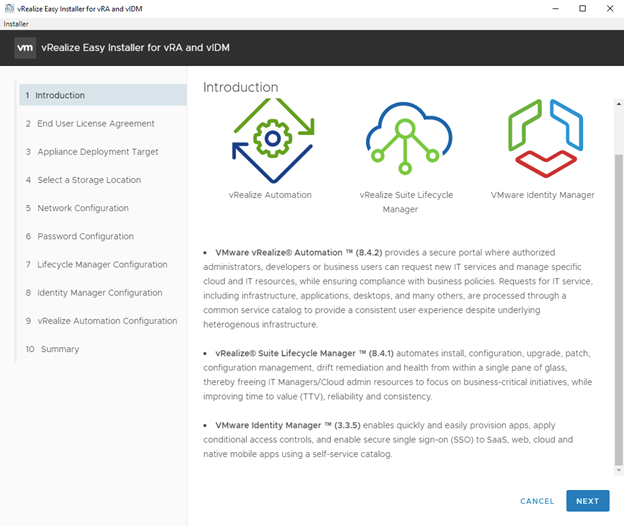 vRealize Easy Installer for vRA and vIDM
Installer
vm vRealize Easy Installer for vRA and vIDM
1 Introduction
2 End User License Agreement
3 Appliance Deployment Target
4 Select a Storage Location
5 Network Configuration
6 Password Configuration
7 Lifecycle Manager Configuration
8 Identity Manager Configuration
9 vRealize Automation Configuration
10 Summary
Introduction
vRealize Automation
vRealize Suite Lifecycle
Manager
VMware Identity Manager
• VMware vRealize® Automation ™ (8.4.2) provides a secure portal where authorized
administrators, developers or business users can request new IT services and manage specific
cloud and IT resources, while ensuring compliance with business policies. Requests for IT service,
including infrastructure, applications, desktops, and many others, are processed through a
common service catalog to provide a consistent user experience despite underlying
heterogenous infrastructure.
• vRealize® Suite Lifecycle Manager ™ (8.4.1) automates install, configuration, upgrade, patch,
configuration management, drift remediation and health from within a single pane of glass,
thereby freeing IT Managers/Cloud admin resources to focus on business-critical initiatives, while
improving time to value (TTV), reliability and consistency.
• VMware Identity Manager ™ (3.3.5) enables quickly and easily provision apps, apply
conditional access controls, and enable secure single sign-on (SSO) to SaaS, web, cloud and
native mobile apps using a self-service catalog.
CANCEL
NEXT